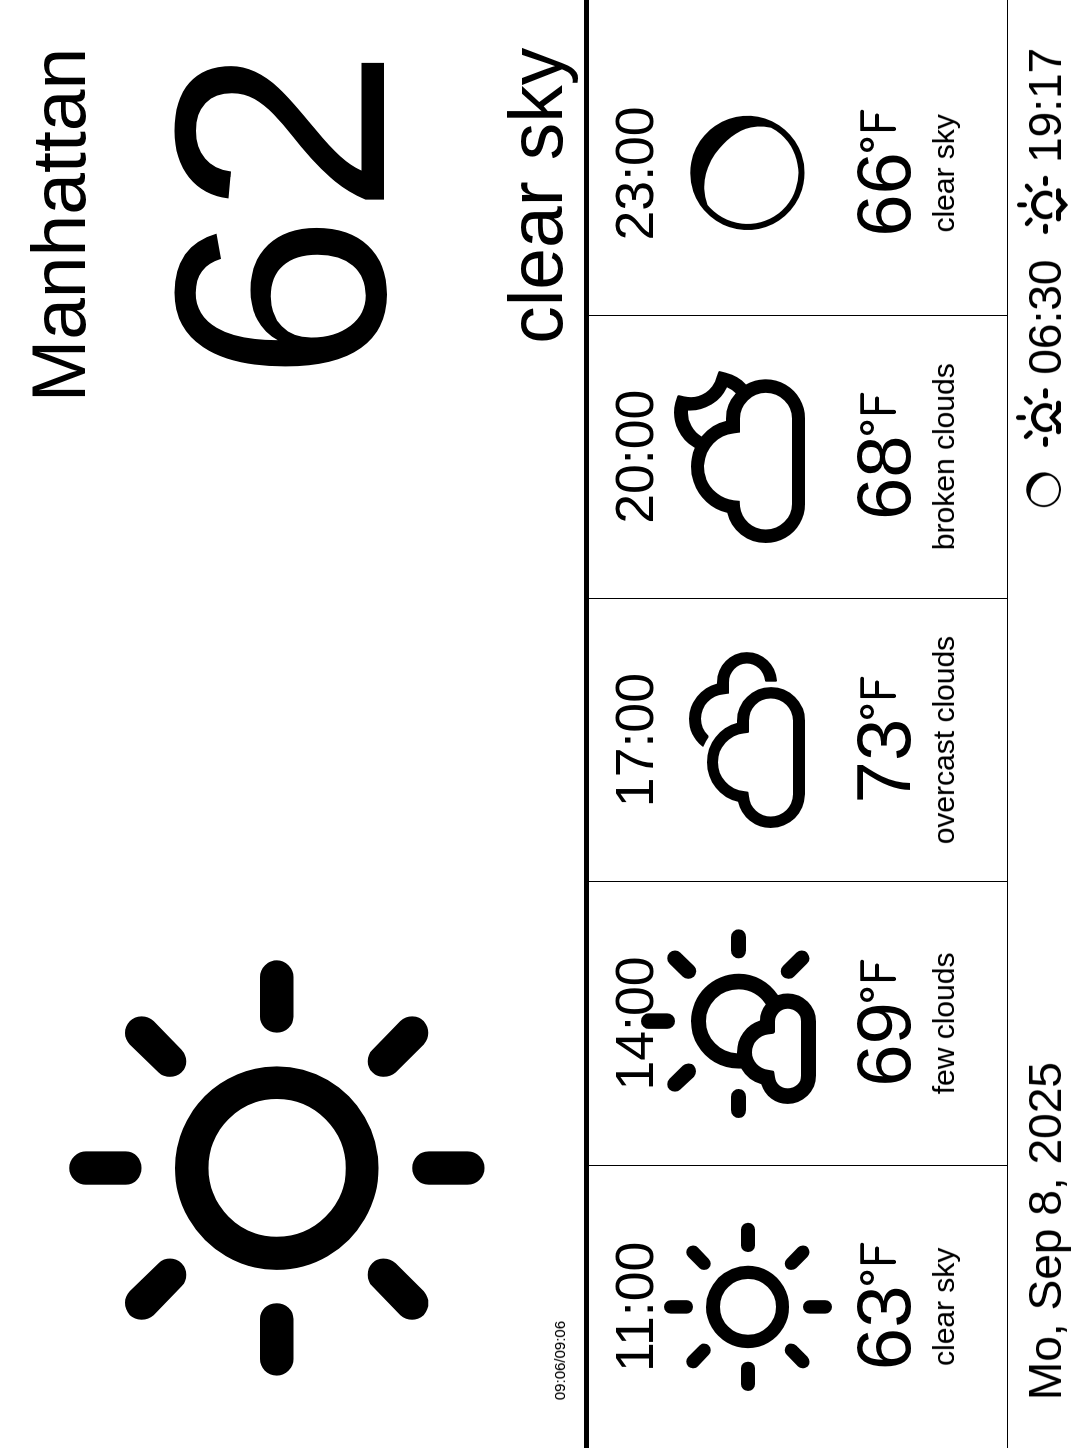 Manhattan
62
clear sky
09:06/09:06
11:00 14:00 17:00 20:00 23:00
63°F 69°F 73°F 68°F 66°F
clear sky few clouds overcast clouds broken clouds clear sky
Mo, Sep 8, 2025 06:30 19:17